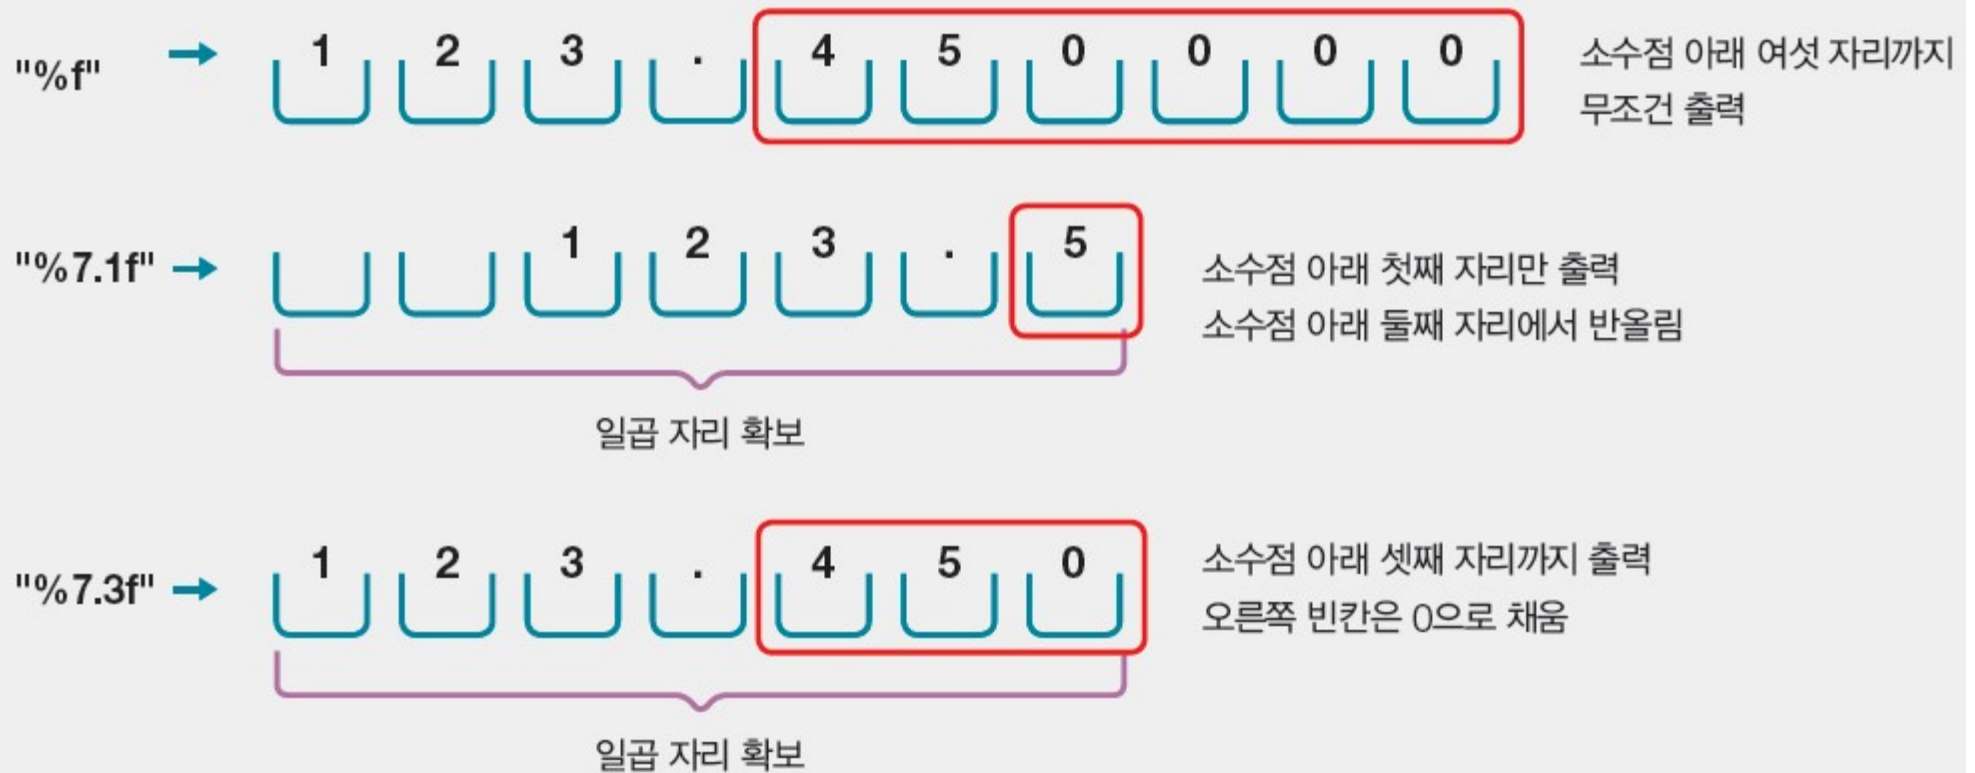 "%f" → 1 2 3 . 4 5 0 0 0 0
소수점 아래 여섯 자리까지
무조건 출력
"%7.1f" → 1 2 3 . 5
소수점 아래 첫째 자리만 출력
소수점 아래 둘째 자리에서 반올림
일곱 자리 확보
"%7.3f" → 1 2 3 . 4 5 0
소수점 아래 셋째 자리까지 출력
오른쪽 빈칸은 0으로 채움
일곱 자리 확보